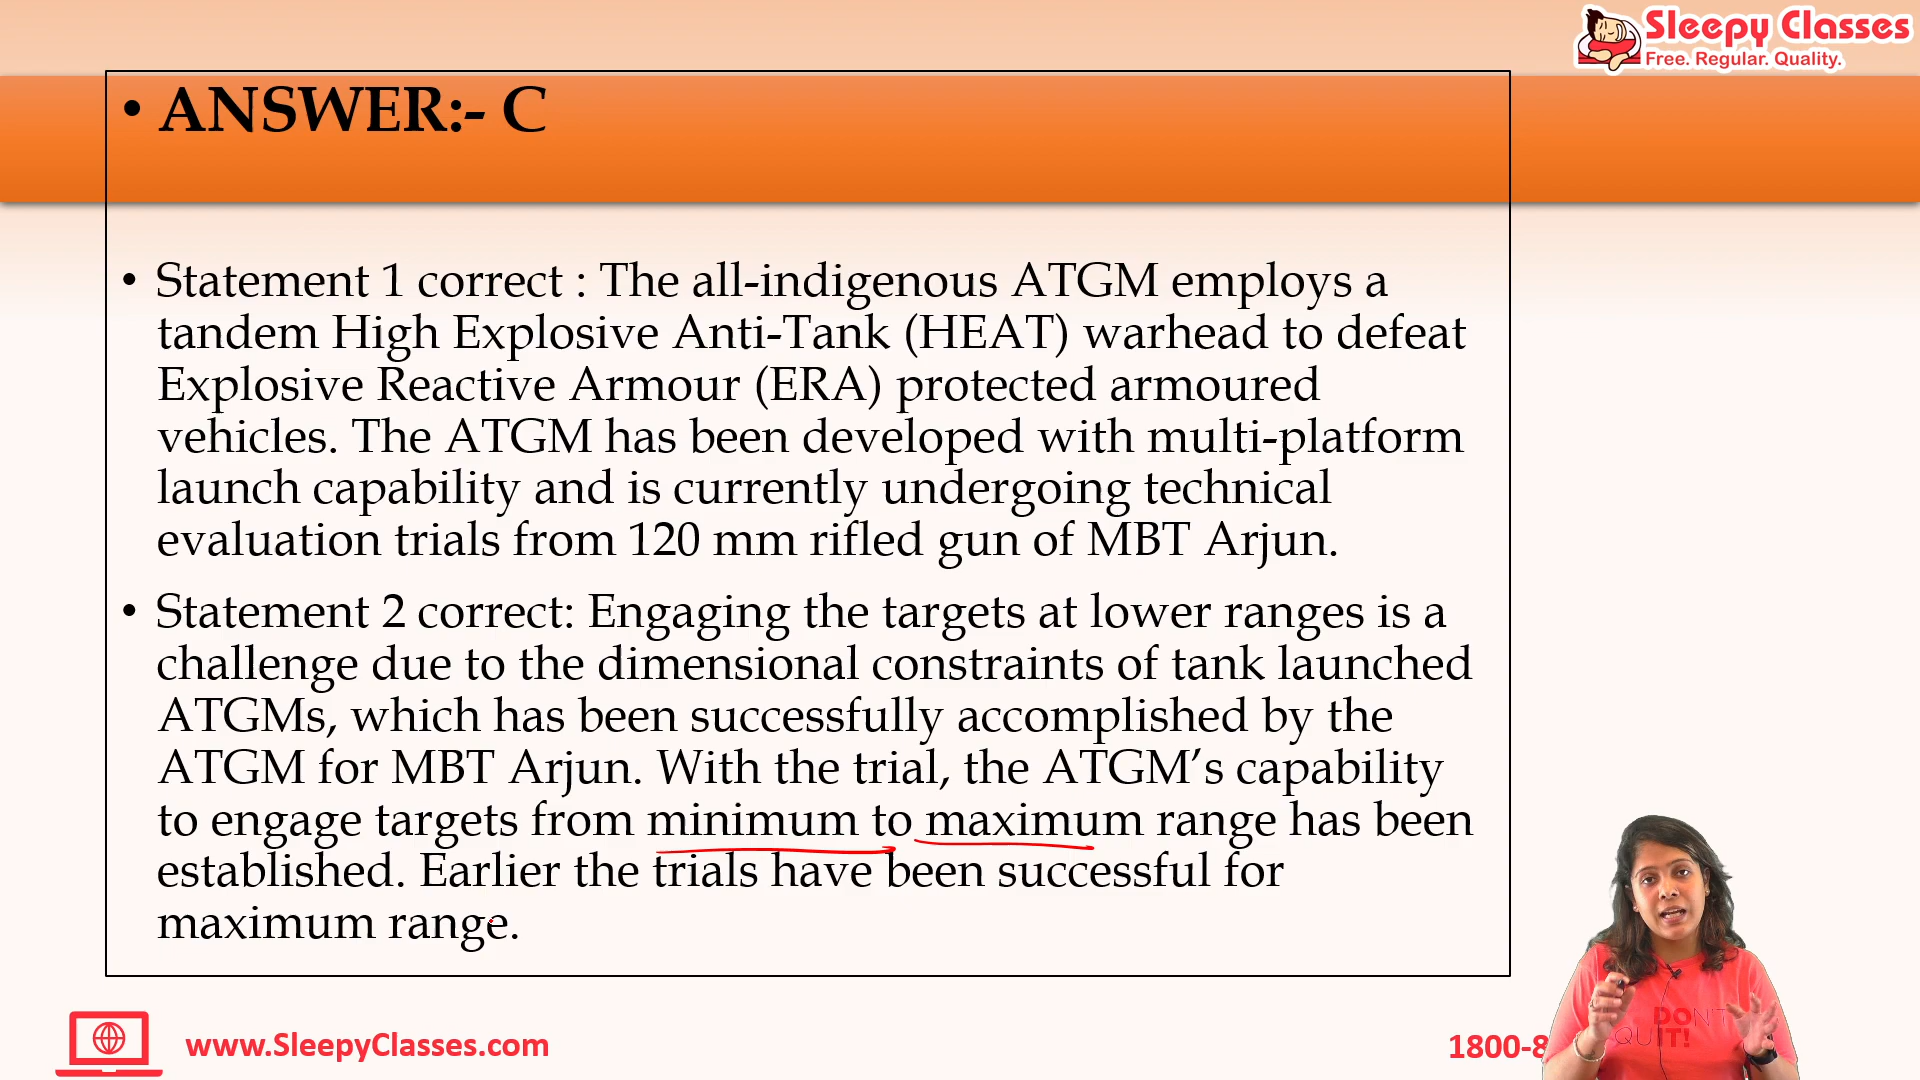 Sleepy Classes
Free. Regular. Quality.
• ANSWER:- C
• Statement 1 correct : The all-indigenous ATGM employs a
tandem High Explosive Anti-Tank (HEAT) warhead to defeat
Explosive Reactive Armour (ERA) protected armoured
vehicles. The ATGM has been developed with multi-platform
launch capability and is currently undergoing technical
evaluation trials from 120 mm rifled gun of MBT Arjun.
• Statement 2 correct: Engaging the targets at lower ranges is a
challenge due to the dimensional constraints of tank launched
ATGMs, which has been successfully accomplished by the
ATGM for MBT Arjun. With the trial, the ATGM’s capability
to engage targets from minimum to maximum range has been
established. Earlier the trials have been successful for
maximum range.
www.SleepyClasses.com
1800-8
DON'T
QUIT!